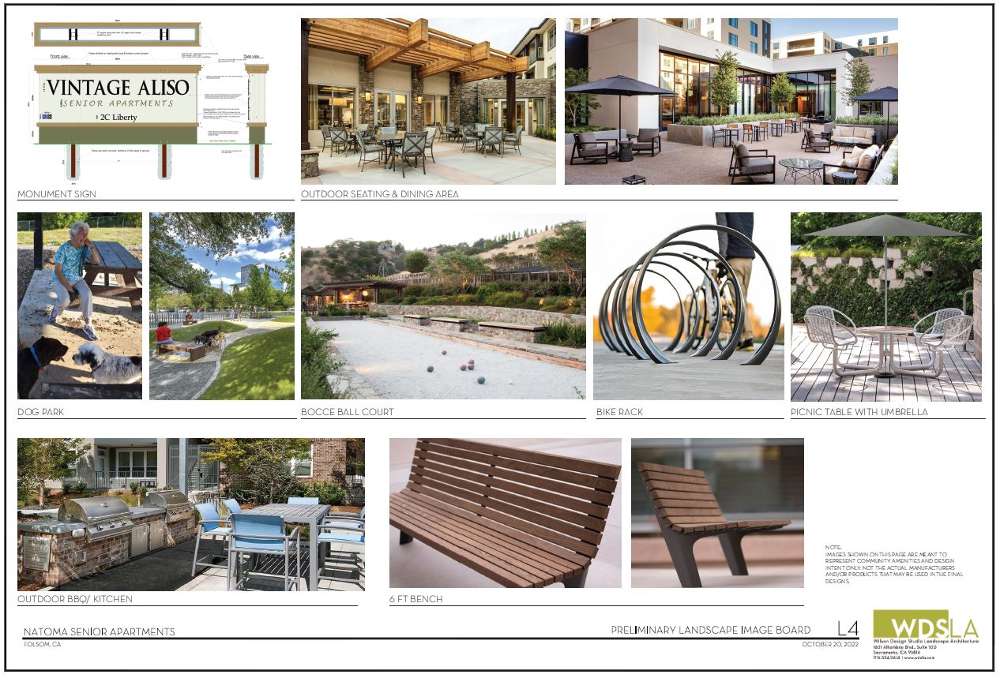 Front view
Side view
VINTAGE ALISO
SENIOR APARTMENTS
2C Liberty
MONUMENT SIGN
OUTDOOR SEATING & DINING AREA
DOG PARK
BOCCE BALL COURT
BIKE RACK
PICNIC TABLE WITH UMBRELLA
OUTDOOR BBQ/ KITCHEN
6 FT BENCH
NOTE:
IMAGES SHOWN ON THIS PAGE ARE MEANT TO
REPRESENT COMMUNITY AMENITIES AND DESIGN
INTENT ONLY. NOT THE ACTUAL MANUFACTURERS
AND/OR PRODUCTS THAT MAY BE USED IN THE FINAL
DESIGNS.
NATOMA SENIOR APARTMENTS
FOLSOM, CA
PRELIMINARY LANDSCAPE IMAGE BOARD
L4
OCTOBER 20, 2022
WDSLA
Wilson Design Studio Landscape Architecture
1631 Alhambra Blvd., Suite 100
Sacramento, CA 95816
www.wdsla.com